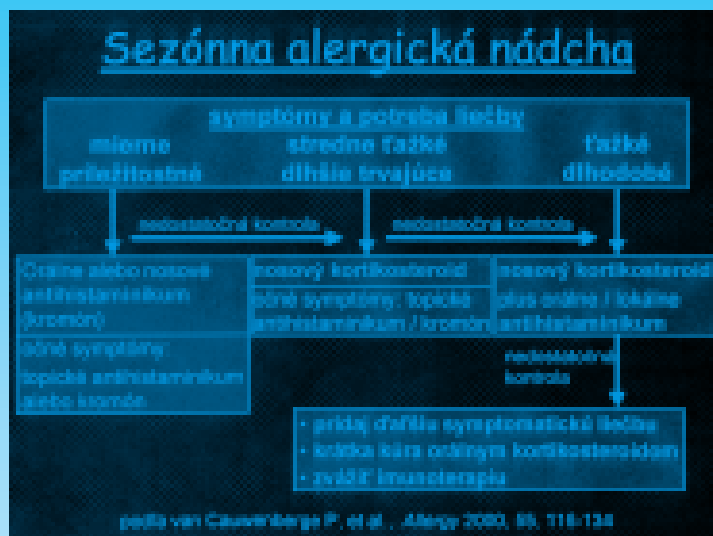 Sezónna alergická nádcha
symptómy a potreba liečby
mierne
príležitostné
stredne ťažké
dlhšie trvajúce
ťažké
dlhodobé
nedostatočná kontrola
nedostatočná kontrola
Orálne alebo nosové
antihistaminikum
(kromón)
očné symptómy:
topické antihistaminikum
alebo kromón
nosový kortikosteroid
očné symptómy: topické
antihistaminikum / kromón
nosový kortikosteroid
plus orálne / lokálne
antihistaminikum
nedostatočná
kontrola
• pridaj ďalšiu symptomatickú liečbu
• krátka kúra orálnym kortikosteroidom
• zvážiť imunoterapiu
podľa van Cauwenberge P. et al., Allergy 2000, 55, 116-134